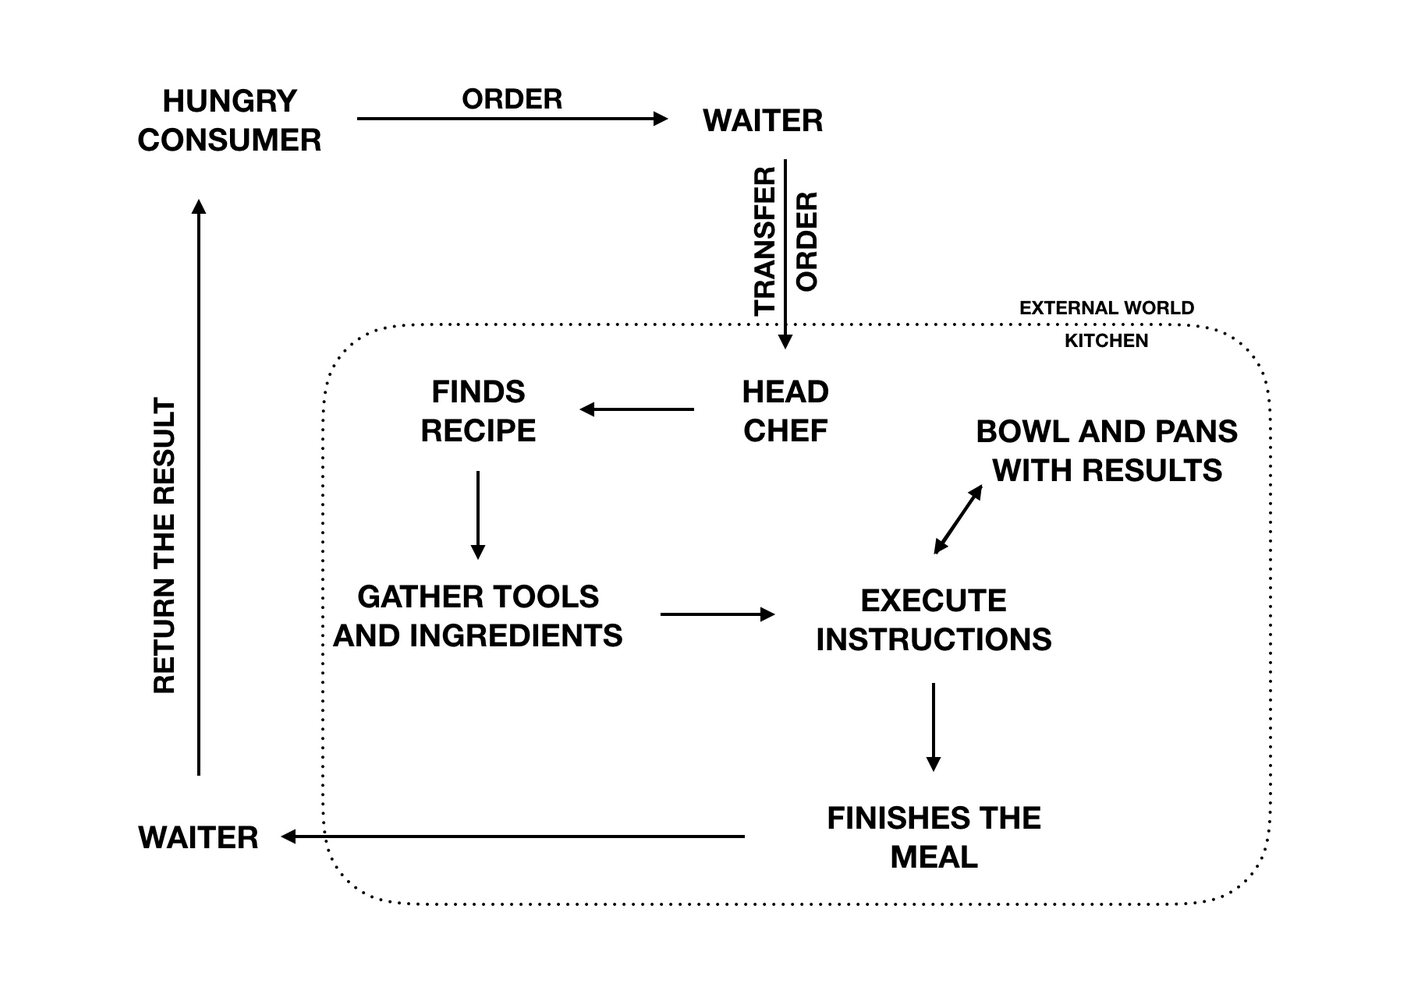 HUNGRY
CONSUMER
ORDER
WAITER
TRANSFER
ORDER
EXTERNAL WORLD
KITCHEN
FINDS
RECIPE
HEAD
CHEF
BOWL AND PANS
WITH RESULTS
RETURN THE RESULT
GATHER TOOLS
AND INGREDIENTS
EXECUTE
INSTRUCTIONS
WAITER
FINISHES THE
MEAL